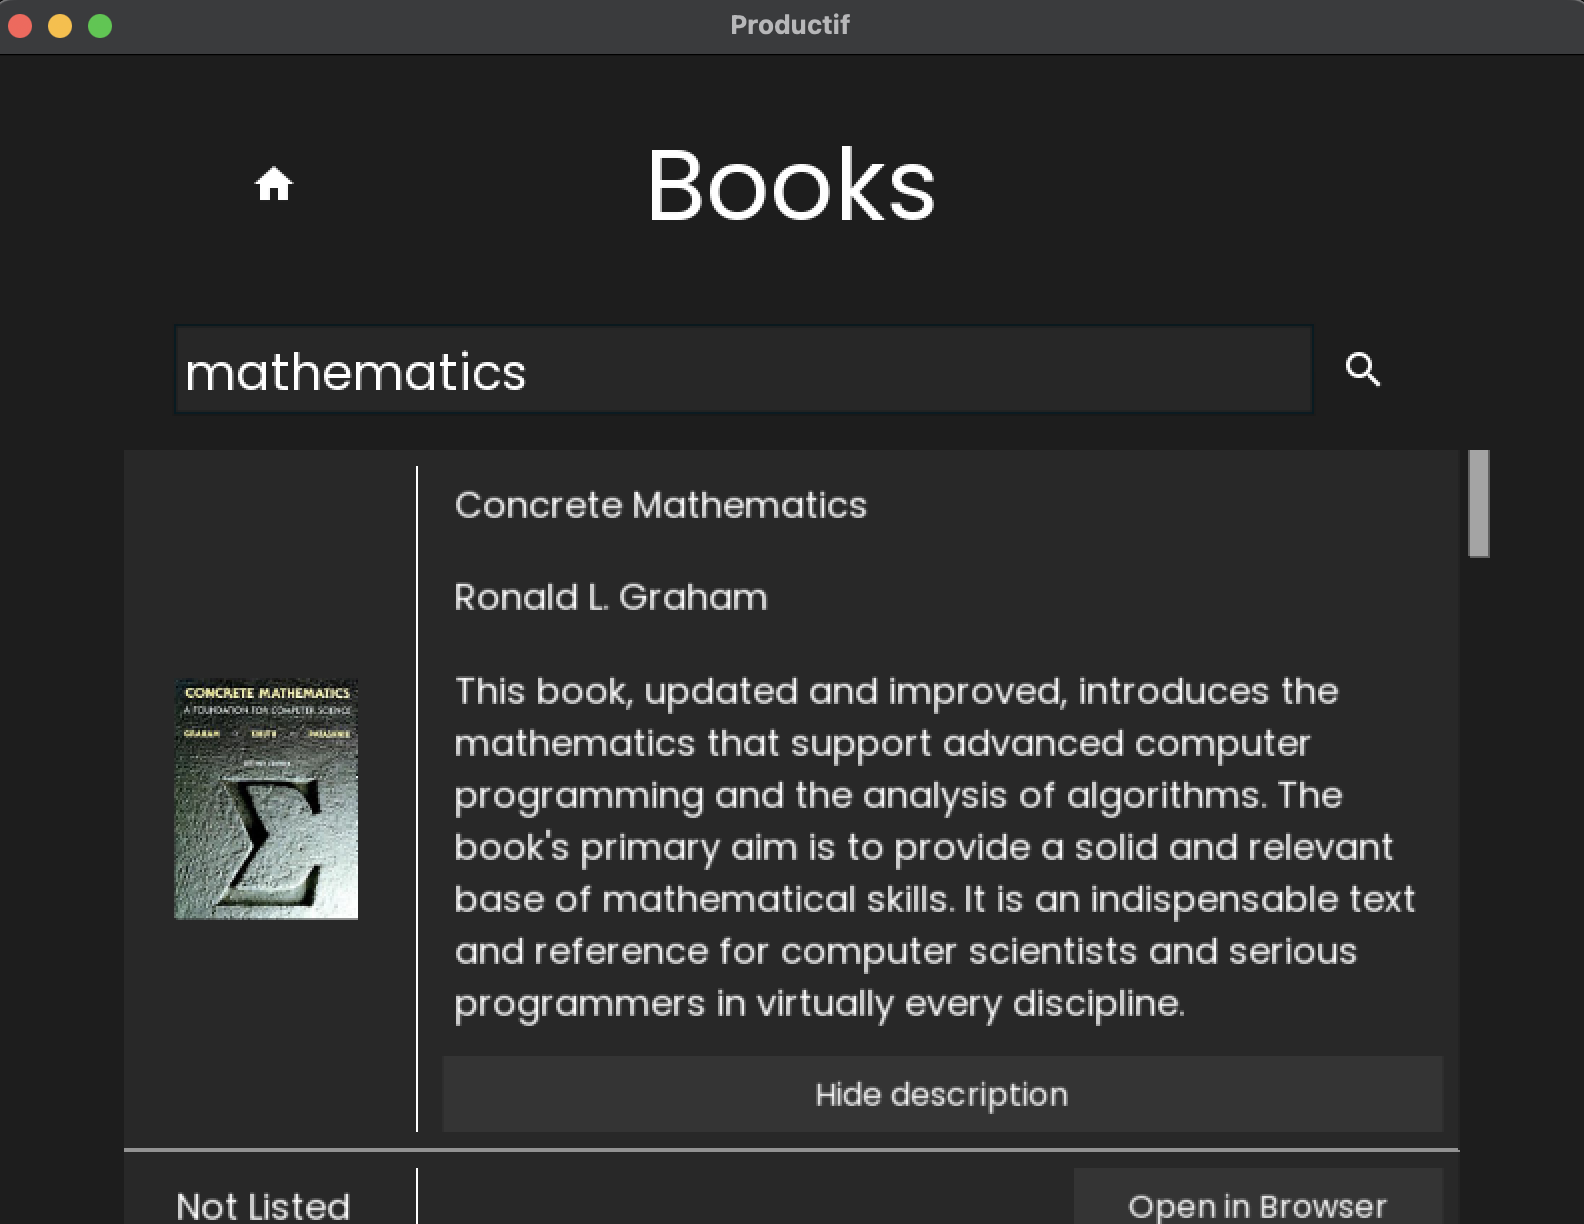 Productif
Books
mathematics
Concrete Mathematics
Ronald L. Graham
CONCRETE MATHEMATICS
A FOUNDATION FOR COMPUTER SCIENCE
GRAHAM KNUTH PATASHNIK
Σ
This book, updated and improved, introduces the
mathematics that support advanced computer
programming and the analysis of algorithms. The
book's primary aim is to provide a solid and relevant
base of mathematical skills. It is an indispensable text
and reference for computer scientists and serious
programmers in virtually every discipline.
Hide description
Not Listed
Open in Browser